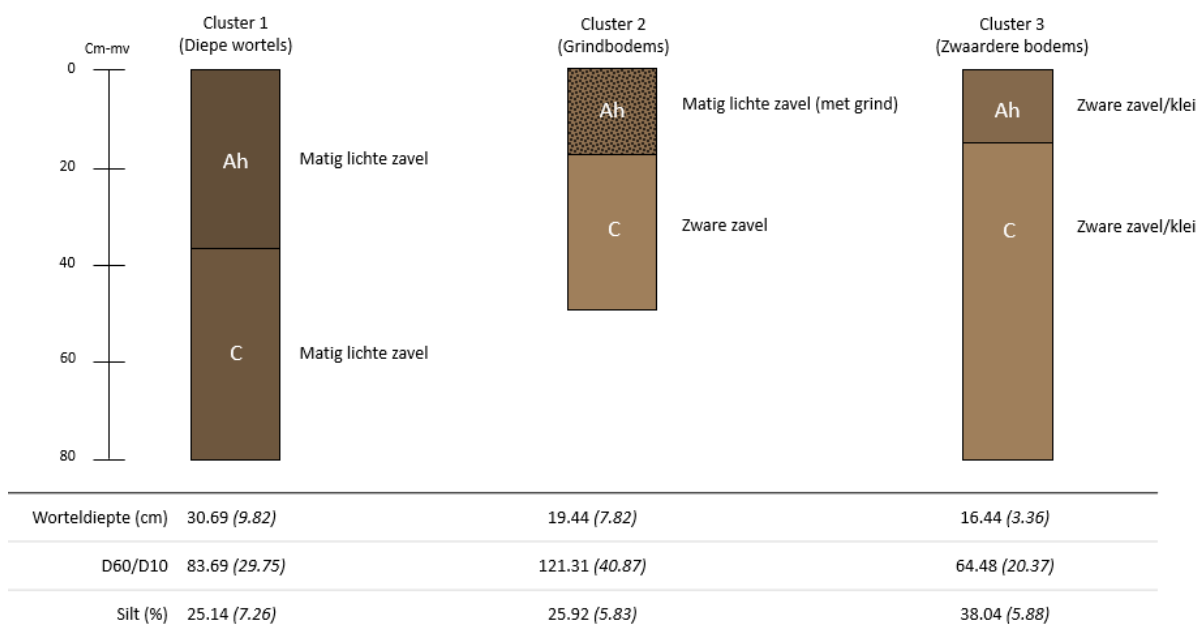 Cluster 1
(Diepe wortels)
Cluster 2
(Grindbodems)
Cluster 3
(Zwaardere bodems)
Cm-mv
0
20
40
60
80
Ah
Matig lichte zavel
C
Matig lichte zavel
Ah
Matig lichte zavel (met grind)
C
Zware zavel
Ah
Zware zavel/klei
C
Zware zavel/klei
Worteldiepte (cm) 30.69 (9.82) 19.44 (7.82) 16.44 (3.36)
D60/D10 83.69 (29.75) 121.31 (40.87) 64.48 (20.37)
Silt (%) 25.14 (7.26) 25.92 (5.83) 38.04 (5.88)